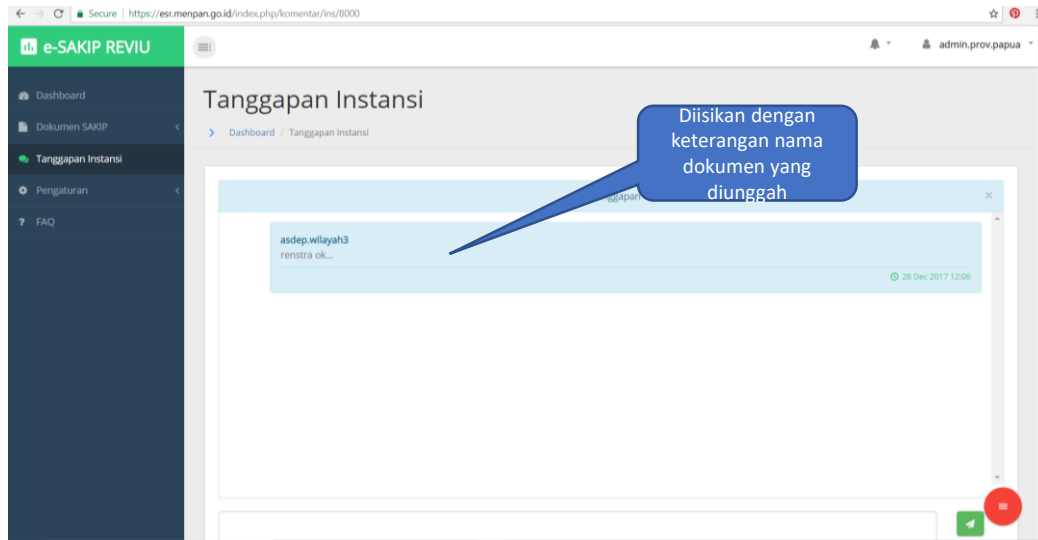 Secure | https://esr.menpan.go.id/index.php/komentar/ins/8000
e-SAKIP REVIU
admin.prov.papua
Dashboard
Dokumen SAKIP
Tanggapan Instansi
Pengaturan
? FAQ
Tanggapan Instansi
Dashboard / Tanggapan Instansi
Diisikan dengan
keterangan nama
dokumen yang
diunggah
asdep.wilayah3
renstra ok...
28 Dec 2017 12:06